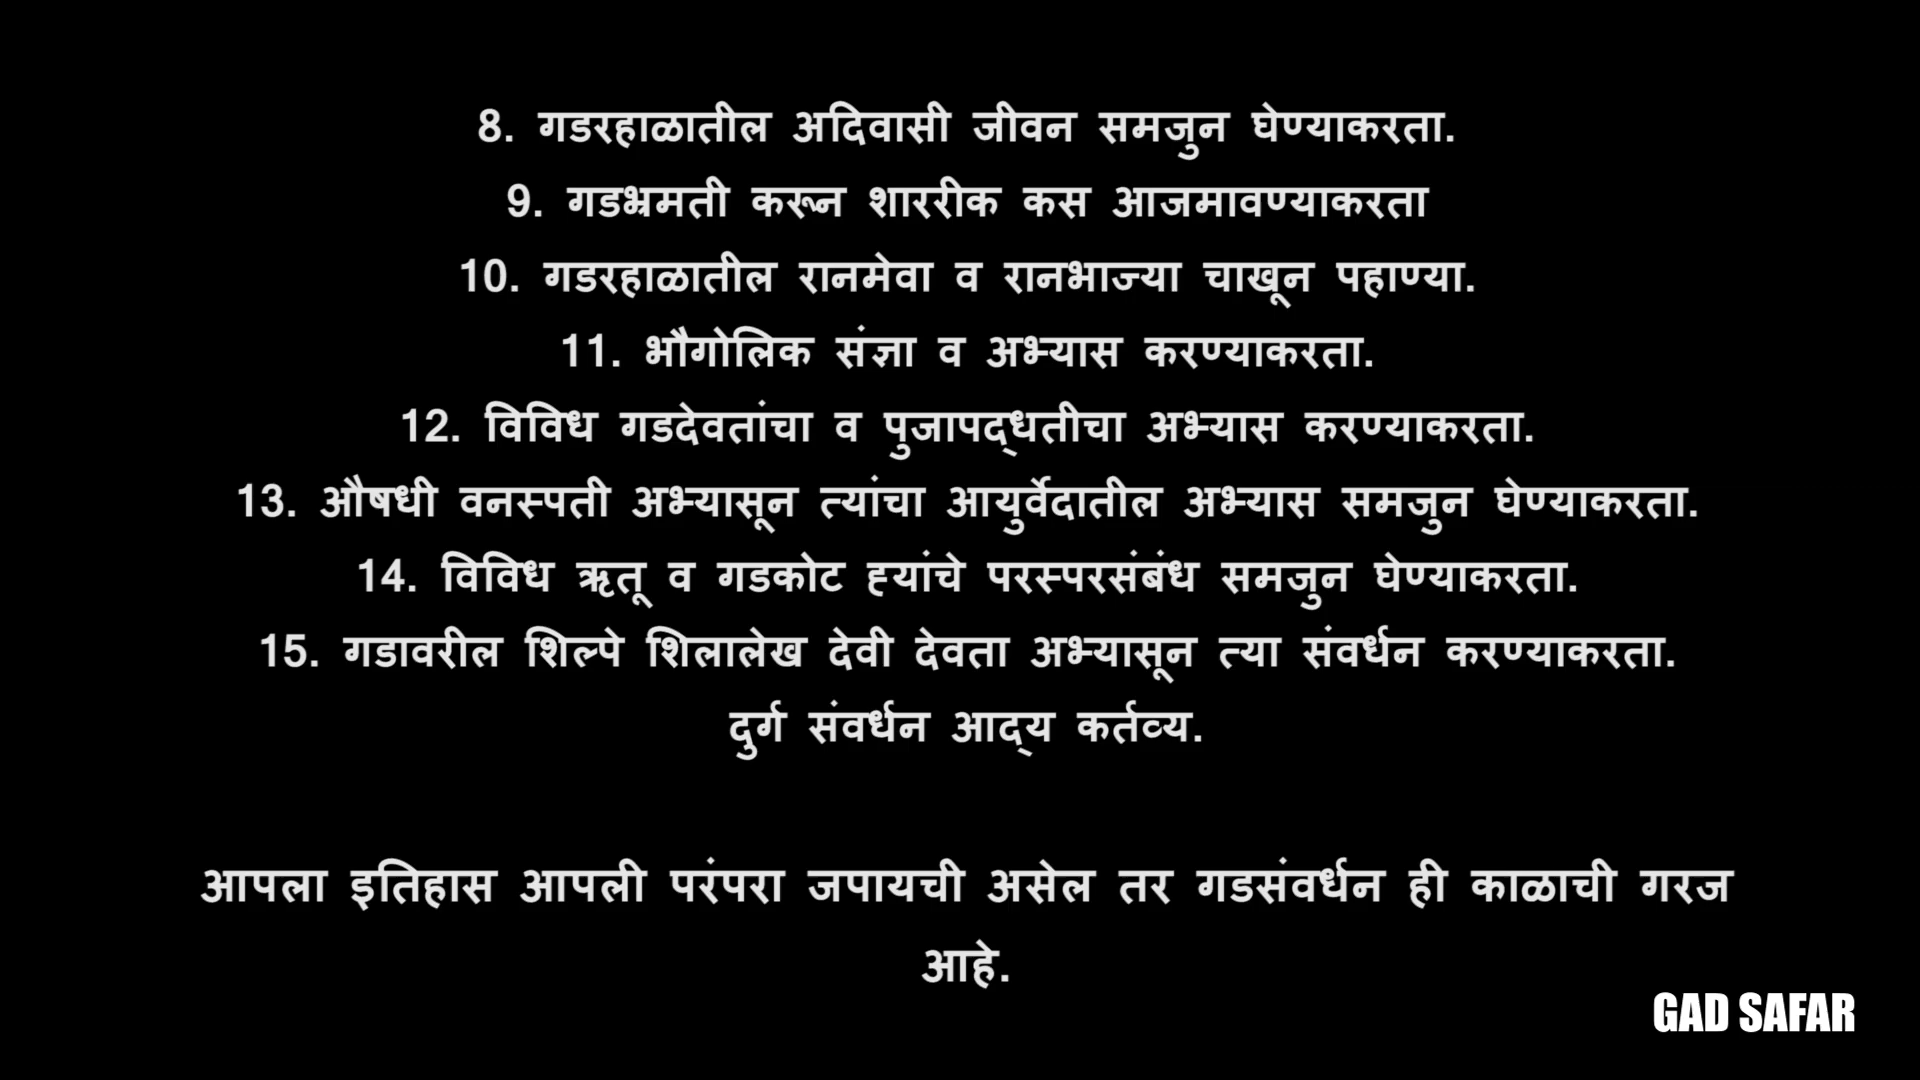 8. गडरहाळातील अदिवासी जीवन समजुन घेण्याकरता.
9. गडभ्रमती करून शाररीक कस आजमावण्याकरता
10. गडरहाळातील रानमेवा व रानभाज्या चाखून पहाण्या.
11. भौगोलिक संज्ञा व अभ्यास करण्याकरता.
12. विविध गडदेवतांचा व पुजापद्धतीचा अभ्यास करण्याकरता.
13. औषधी वनस्पती अभ्यासून त्यांचा आयुर्वेदातील अभ्यास समजुन घेण्याकरता.
14. विविध ऋतू व गडकोट ह्यांचे परस्परसंबंध समजुन घेण्याकरता.
15. गडावरील शिल्पे शिलालेख देवी देवता अभ्यासून त्या संवर्धन करण्याकरता.
दुर्ग संवर्धन आद्य कर्तव्य.
आपला इतिहास आपली परंपरा जपायची असेल तर गडसंवर्धन ही काळाची गरज
आहे.
GAD SAFAR